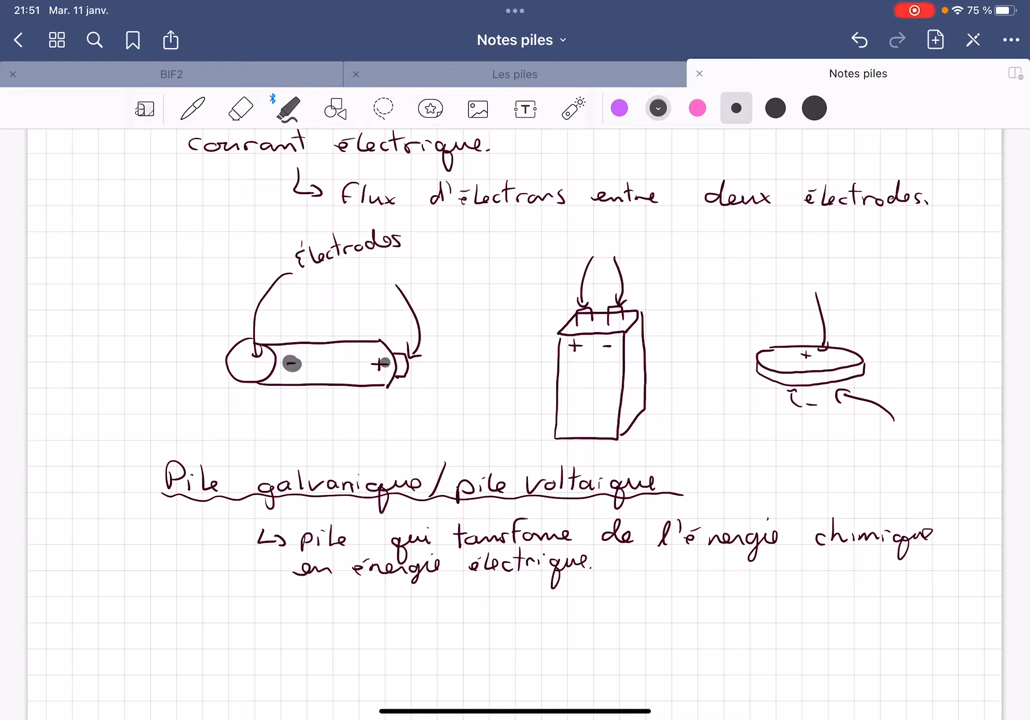 21:51 Mar. 11 janv.
75 %
Notes piles
BIF2
Les piles
Notes piles
T
courant électrique.
↳ flux d'électrons entre deux électrodes.
électrodes
- +
+ -
+
-
Pile galvanique/pile voltaïque
↳ pile qui tansfome de l'énergie chimique
en énergie électrique.